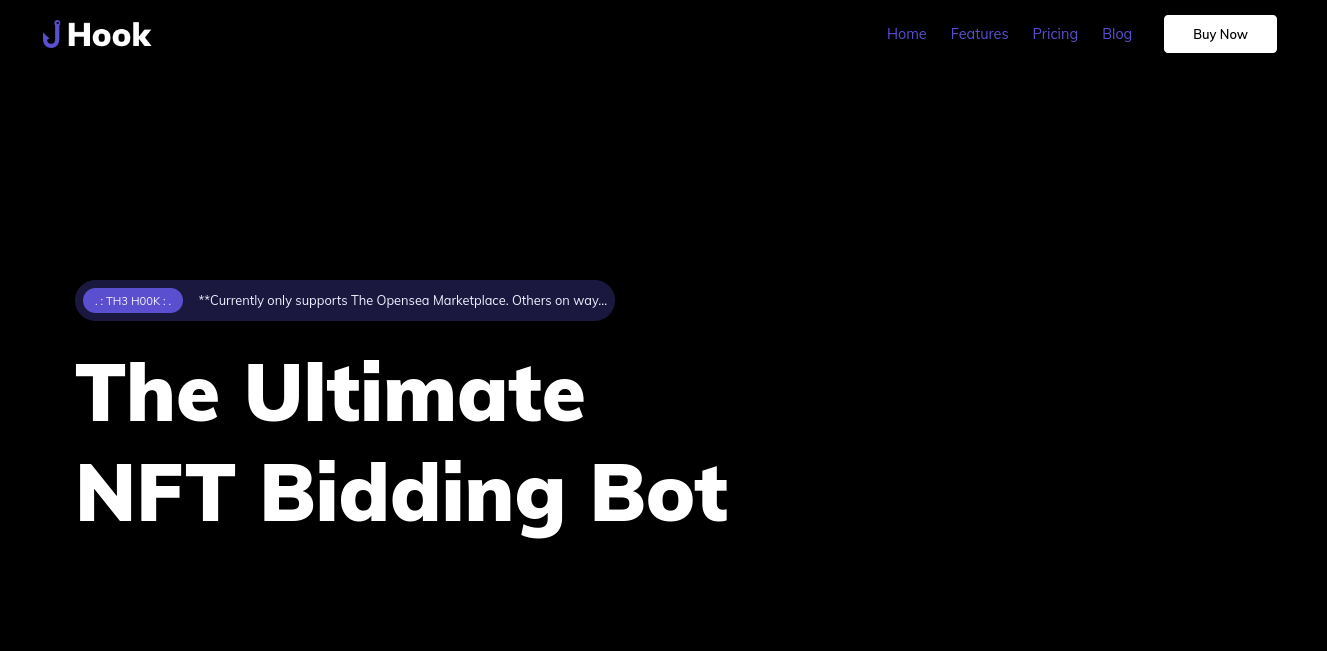 Hook
Home Features Pricing Blog Buy Now
. : TH3 H00K : . **Currently only supports The Opensea Marketplace. Others on way...
The Ultimate
NFT Bidding Bot